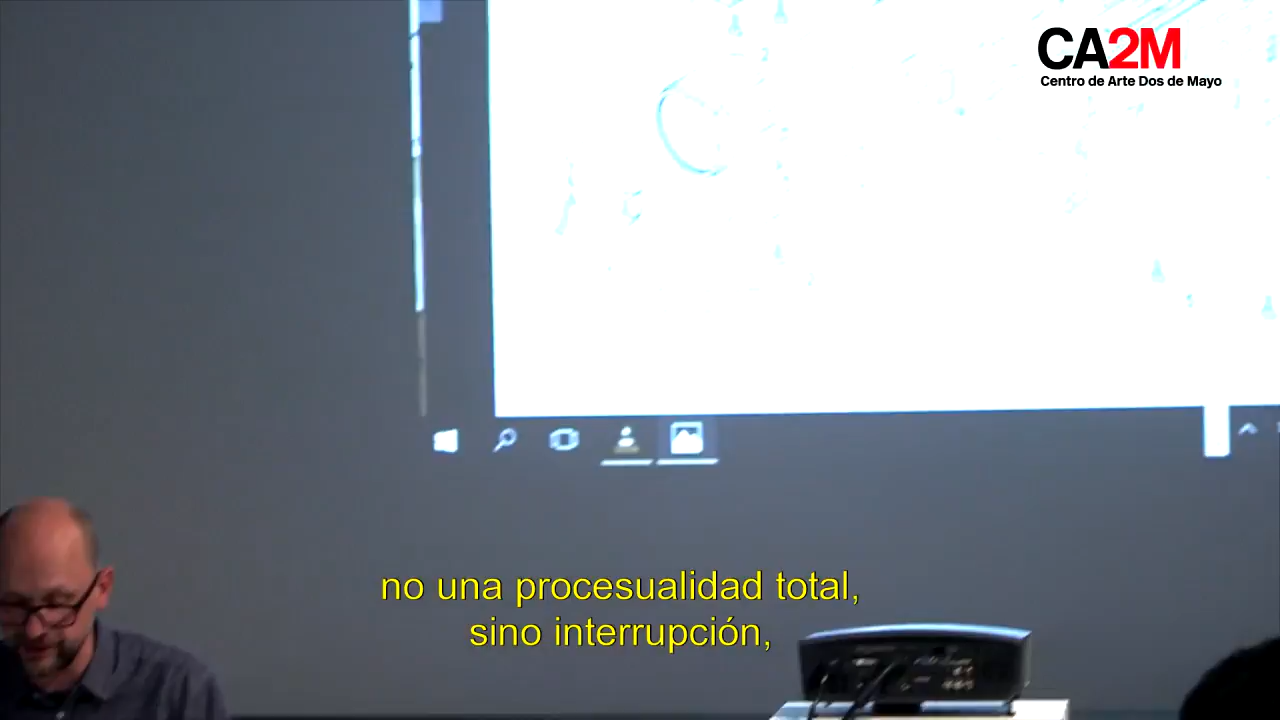 CA2M
Centro de Arte Dos de Mayo
no una procesualidad total,
sino interrupción,